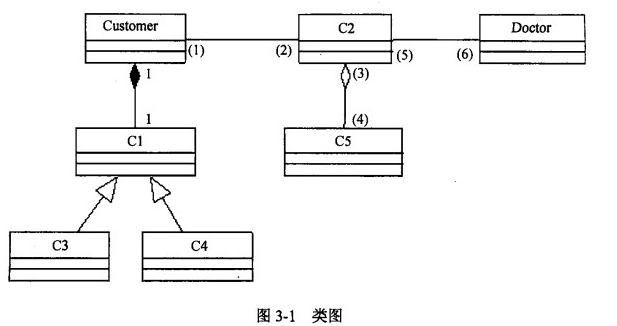 Customer
C2
Doctor
(1)
(2)
(5)
(6)
1
(3)
1
(4)
C1
C5
C3
C4
图 3-1 类图